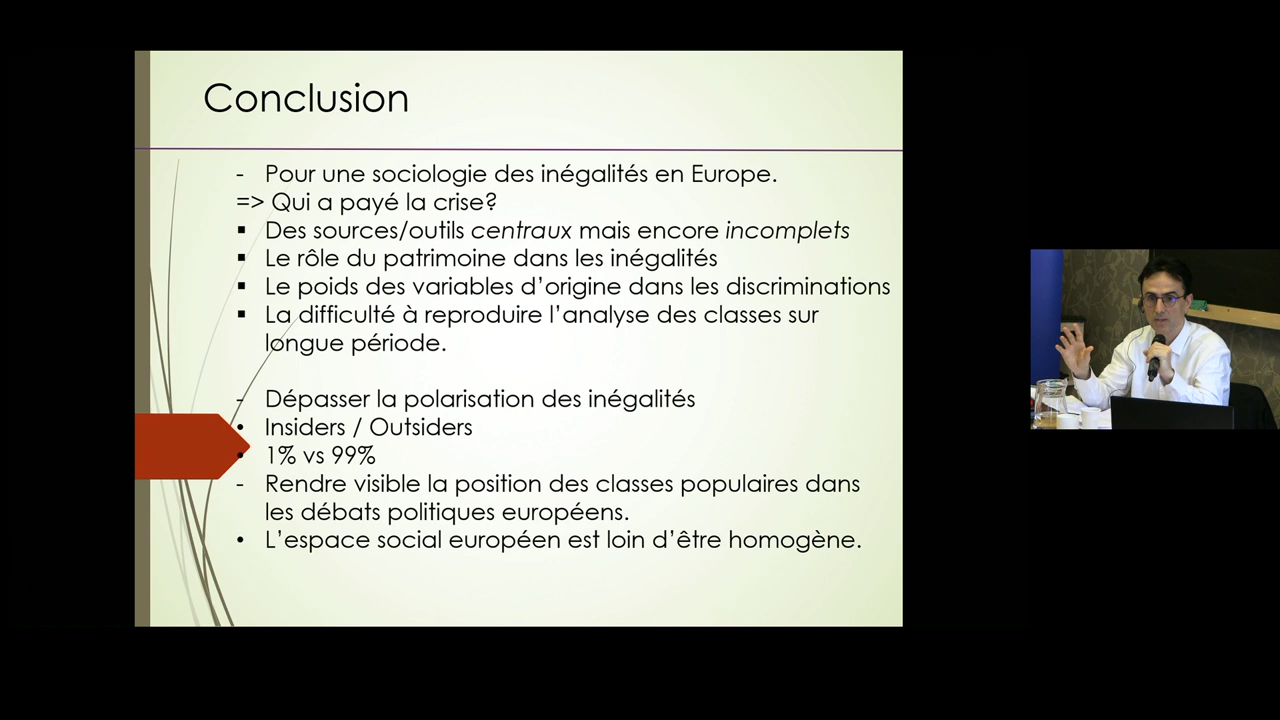 Conclusion
- Pour une sociologie des inégalités en Europe.
=> Qui a payé la crise?
▪ Des sources/outils centraux mais encore incomplets
▪ Le rôle du patrimoine dans les inégalités
▪ Le poids des variables d’origine dans les discriminations
▪ La difficulté à reproduire l’analyse des classes sur
longue période.
- Dépasser la polarisation des inégalités
• Insiders / Outsiders
• 1% vs 99%
- Rendre visible la position des classes populaires dans
les débats politiques européens.
• L’espace social européen est loin d’être homogène.